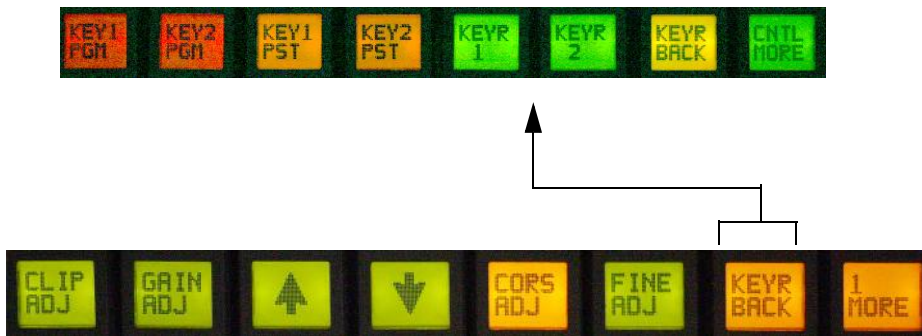 KEY1 PGM
KEY2 PGM
KEY1 PST
KEY2 PST
KEYR 1
KEYR 2
KEYR BACK
CNTL MORE
CLIP ADJ
GAIN ADJ
CORS ADJ
FINE ADJ
KEYR BACK
1 MORE